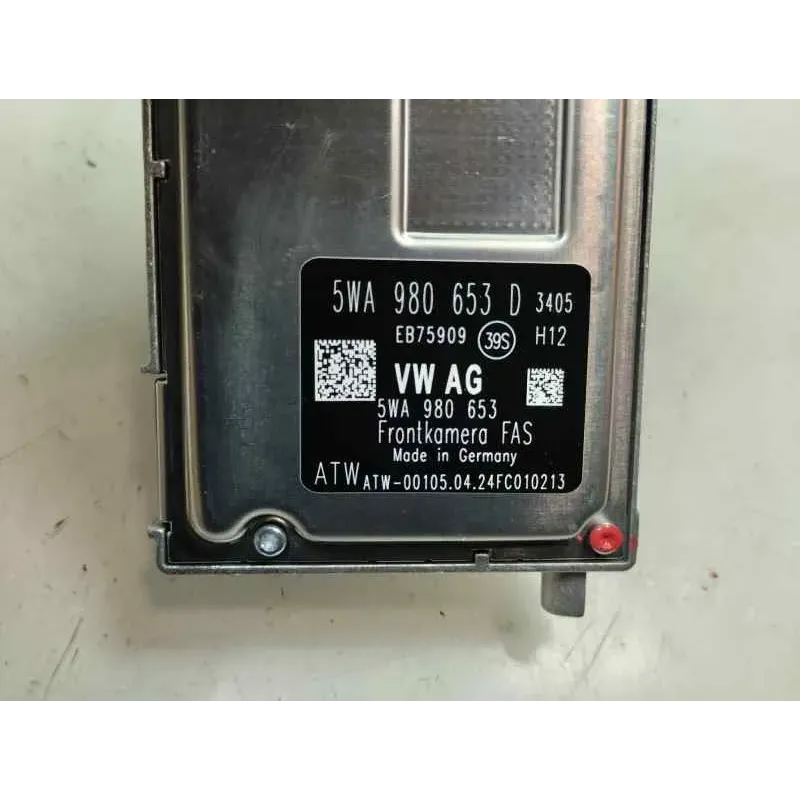 5WA 980 653 D 3405
EB75909 39S H12
VW AG
5WA 980 653
Frontkamera FAS
Made in Germany
ATW ATW-00105.04.24FC010213